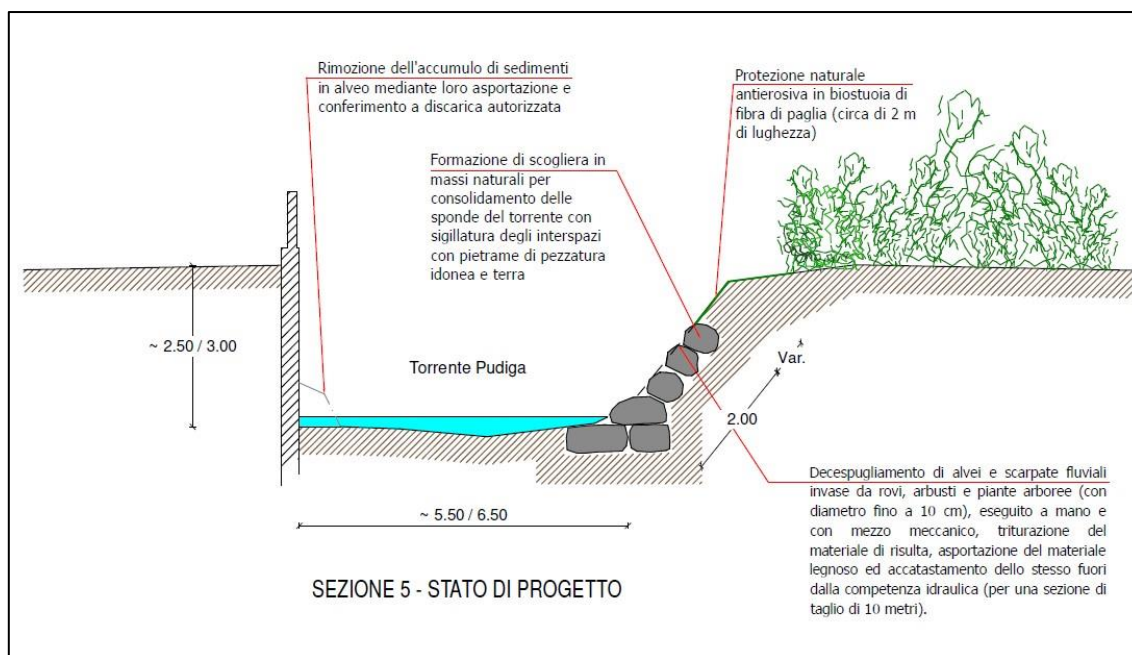 Rimozione dell'accumulo di sedimenti
in alveo mediante loro asportazione e
conferimento a discarica autorizzata
Protezione naturale
antierosiva in biostuoia di
fibra di paglia (circa di 2 m
di lughezza)
Formazione di scogliera in
massi naturali per
consolidamento delle
sponde del torrente con
sigillatura degli interspazi
con pietrame di pezzatura
idonea e terra
~ 2.50 / 3.00
Torrente Pudiga
Var.
2.00
~ 5.50 / 6.50
Decespugliamento di alvei e scarpate fluviali
invase da rovi, arbusti e piante arboree (con
diametro fino a 10 cm), eseguito a mano e
con mezzo meccanico, triturazione del
materiale di risulta, asportazione del materiale
legnoso ed accatastamento dello stesso fuori
dalla competenza idraulica (per una sezione di
taglio di 10 metri).
SEZIONE 5 - STATO DI PROGETTO